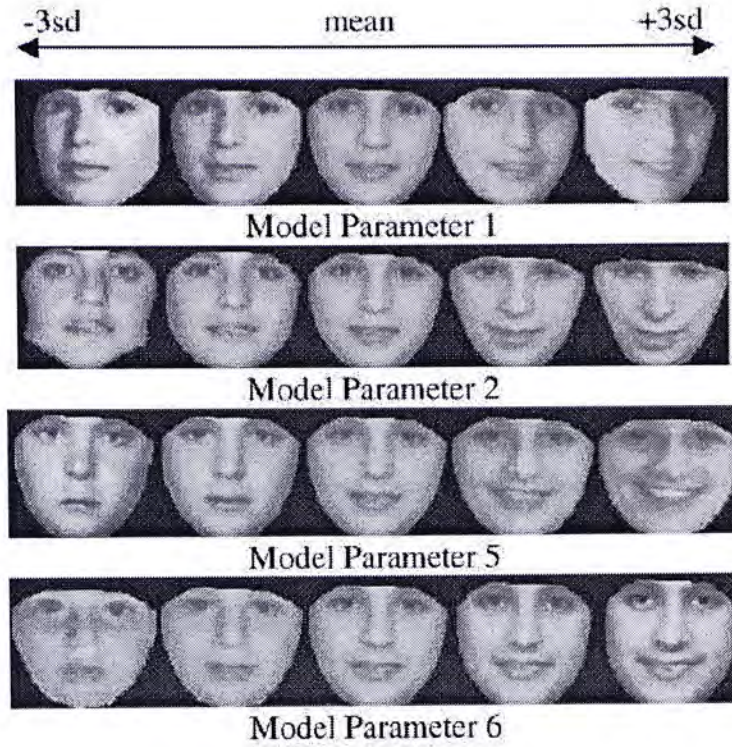 -3sd mean +3sd
Model Parameter 1
Model Parameter 2
Model Parameter 5
Model Parameter 6